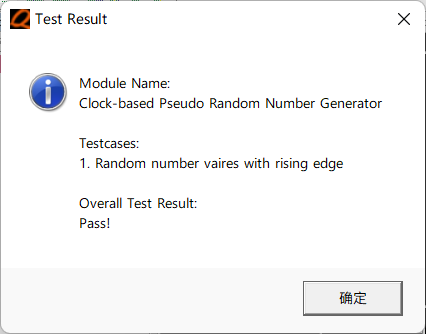 Test Result
Module Name:
Clock-based Pseudo Random Number Generator
Testcases:
1. Random number vaires with rising edge
Overall Test Result:
Pass!
确定